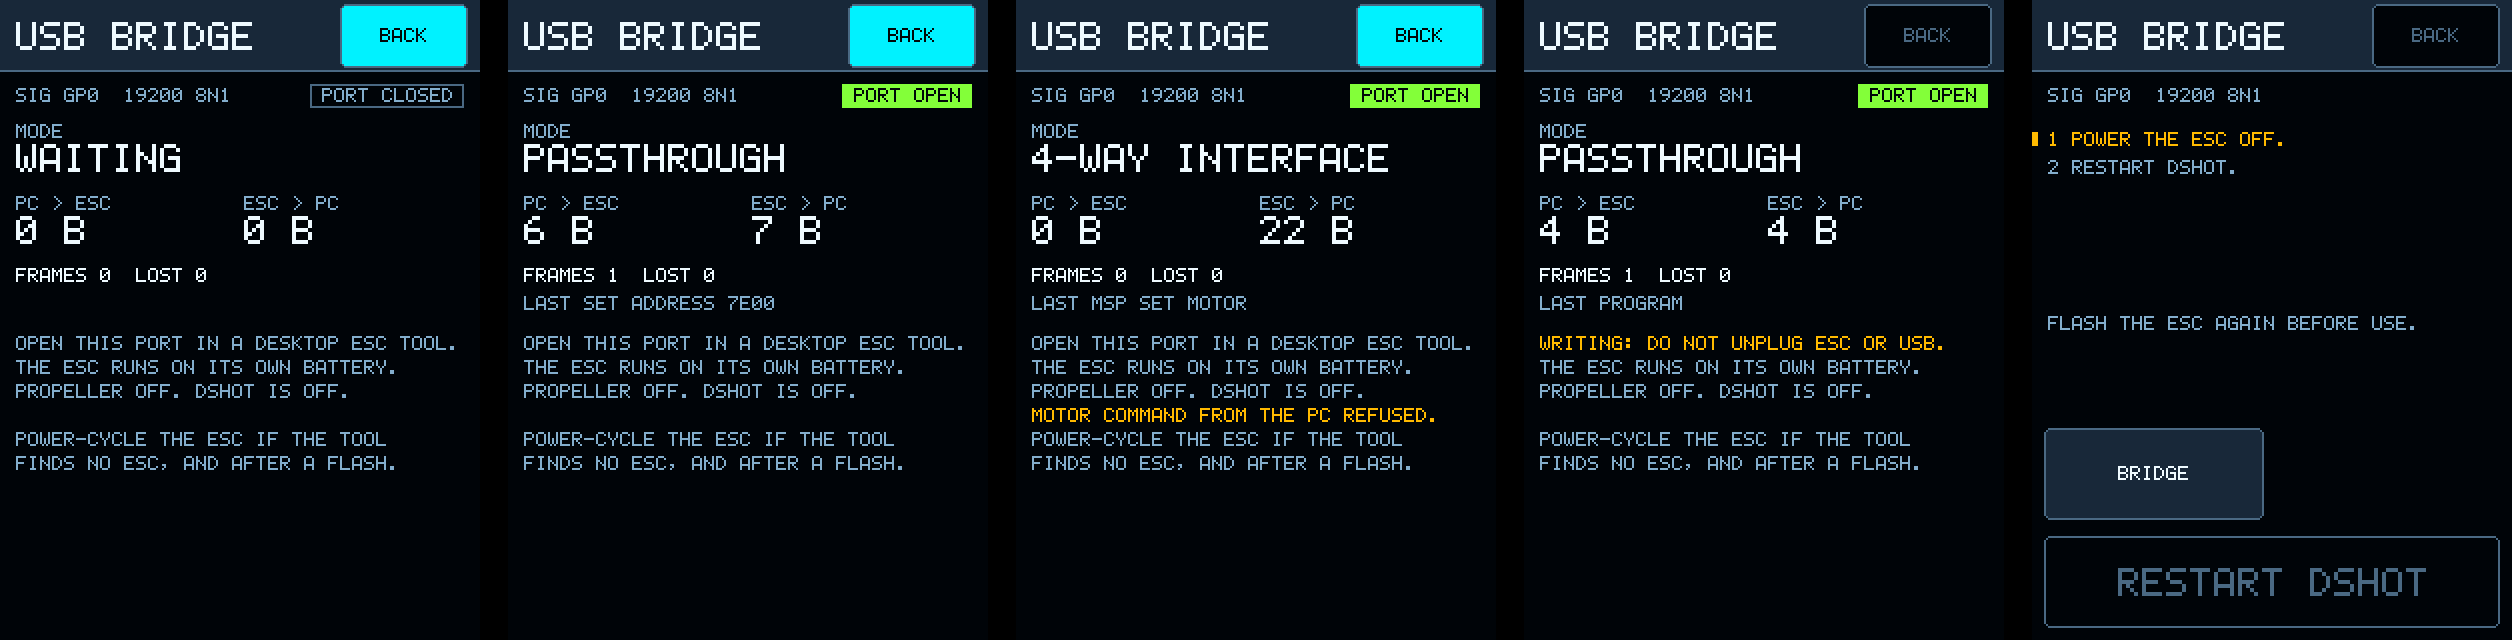 USB BRIDGE BACK
SIG GP0 19200 8N1 PORT CLOSED
MODE
WAITING
PC > ESC ESC > PC
0 B 0 B
FRAMES 0 LOST 0
OPEN THIS PORT IN A DESKTOP ESC TOOL.
THE ESC RUNS ON ITS OWN BATTERY.
PROPELLER OFF. DSHOT IS OFF.
POWER-CYCLE THE ESC IF THE TOOL
FINDS NO ESC, AND AFTER A FLASH.
USB BRIDGE BACK
SIG GP0 19200 8N1 PORT OPEN
MODE
PASSTHROUGH
PC > ESC ESC > PC
6 B 7 B
FRAMES 1 LOST 0
LAST SET ADDRESS 7E00
OPEN THIS PORT IN A DESKTOP ESC TOOL.
THE ESC RUNS ON ITS OWN BATTERY.
PROPELLER OFF. DSHOT IS OFF.
POWER-CYCLE THE ESC IF THE TOOL
FINDS NO ESC, AND AFTER A FLASH.
USB BRIDGE BACK
SIG GP0 19200 8N1 PORT OPEN
MODE
4-WAY INTERFACE
PC > ESC ESC > PC
0 B 22 B
FRAMES 0 LOST 0
LAST MSP SET MOTOR
OPEN THIS PORT IN A DESKTOP ESC TOOL.
THE ESC RUNS ON ITS OWN BATTERY.
PROPELLER OFF. DSHOT IS OFF.
MOTOR COMMAND FROM THE PC REFUSED.
POWER-CYCLE THE ESC IF THE TOOL
FINDS NO ESC, AND AFTER A FLASH.
USB BRIDGE BACK
SIG GP0 19200 8N1 PORT OPEN
MODE
PASSTHROUGH
PC > ESC ESC > PC
4 B 4 B
FRAMES 1 LOST 0
LAST PROGRAM
WRITING: DO NOT UNPLUG ESC OR USB.
THE ESC RUNS ON ITS OWN BATTERY.
PROPELLER OFF. DSHOT IS OFF.
POWER-CYCLE THE ESC IF THE TOOL
FINDS NO ESC, AND AFTER A FLASH.
USB BRIDGE BACK
SIG GP0 19200 8N1
1 POWER THE ESC OFF.
2 RESTART DSHOT.
FLASH THE ESC AGAIN BEFORE USE.
BRIDGE
RESTART DSHOT